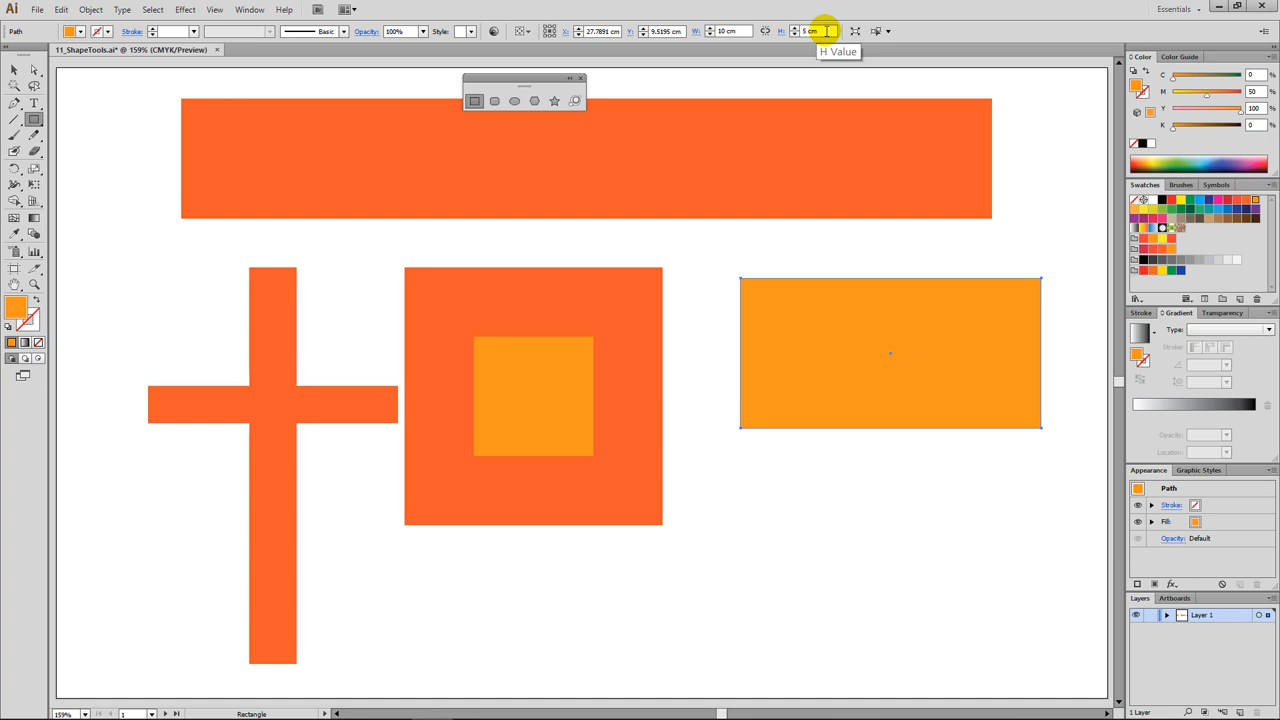 Ai File Edit Object Type Select Effect View Window Help Br Essentials
Path Stroke: Basic Opacity: 100% Style: X: 27.7891 cm Y: 9.5195 cm W: 10 cm H: 5 cm
H Value
11_ShapeTools.ai* @ 159% (CMYK/Preview) ×
Color Color Guide
C 0 %
M 50 %
Y 100 %
K 0 %
Swatches Brushes Symbols
Stroke Gradient Transparency
Type:
Stroke:
Opacity:
Location:
Appearance Graphic Styles
Path
Stroke:
Fill:
Opacity: Default
Layers Artboards
Layer 1
1 Layer
159% 1 Rectangle